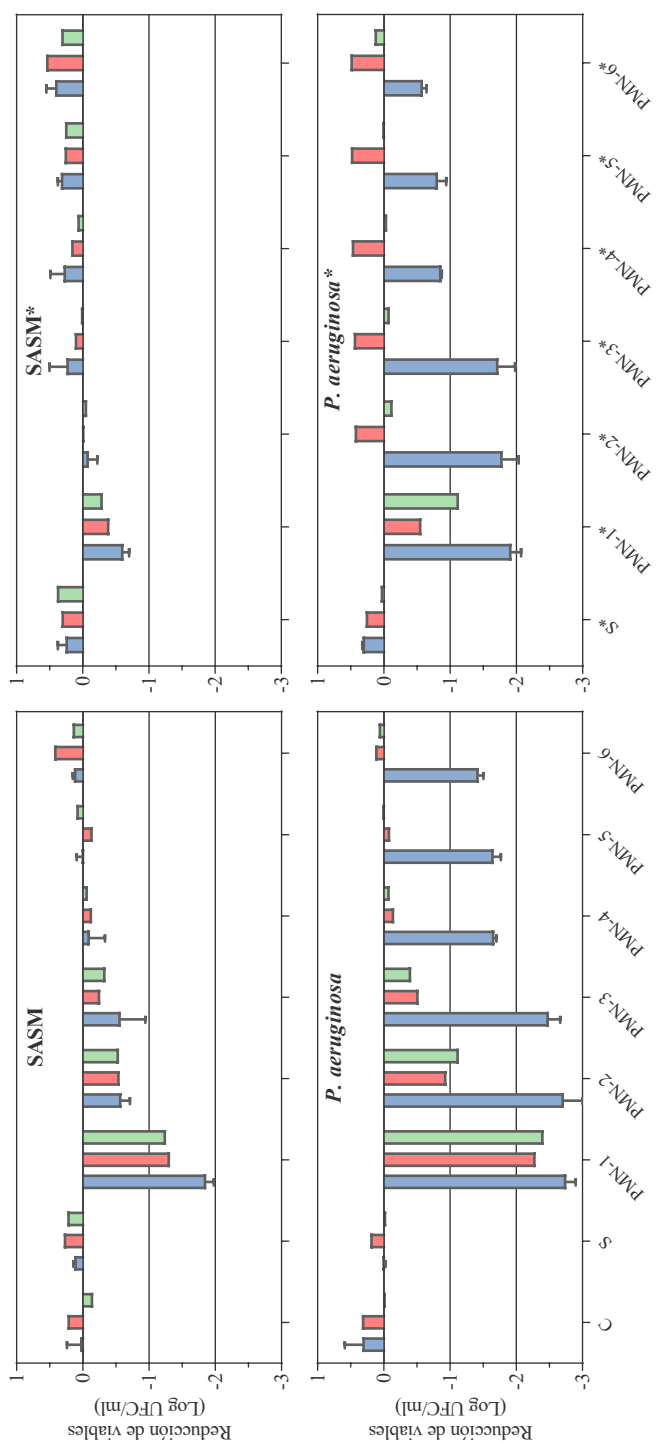 SASM
SASM*
1
0
-1
-2
-3
Reducción de viables
(Log UFC/ml)
1
0
-1
-2
-3
P. aeruginosa
P. aeruginosa*
1
0
-1
-2
-3
Reducción de viables
(Log UFC/ml)
1
0
-1
-2
-3
C
S
PMN-1
PMN-2
PMN-3
PMN-4
PMN-5
PMN-6
S*
PMN-1*
PMN-2*
PMN-3*
PMN-4*
PMN-5*
PMN-6*